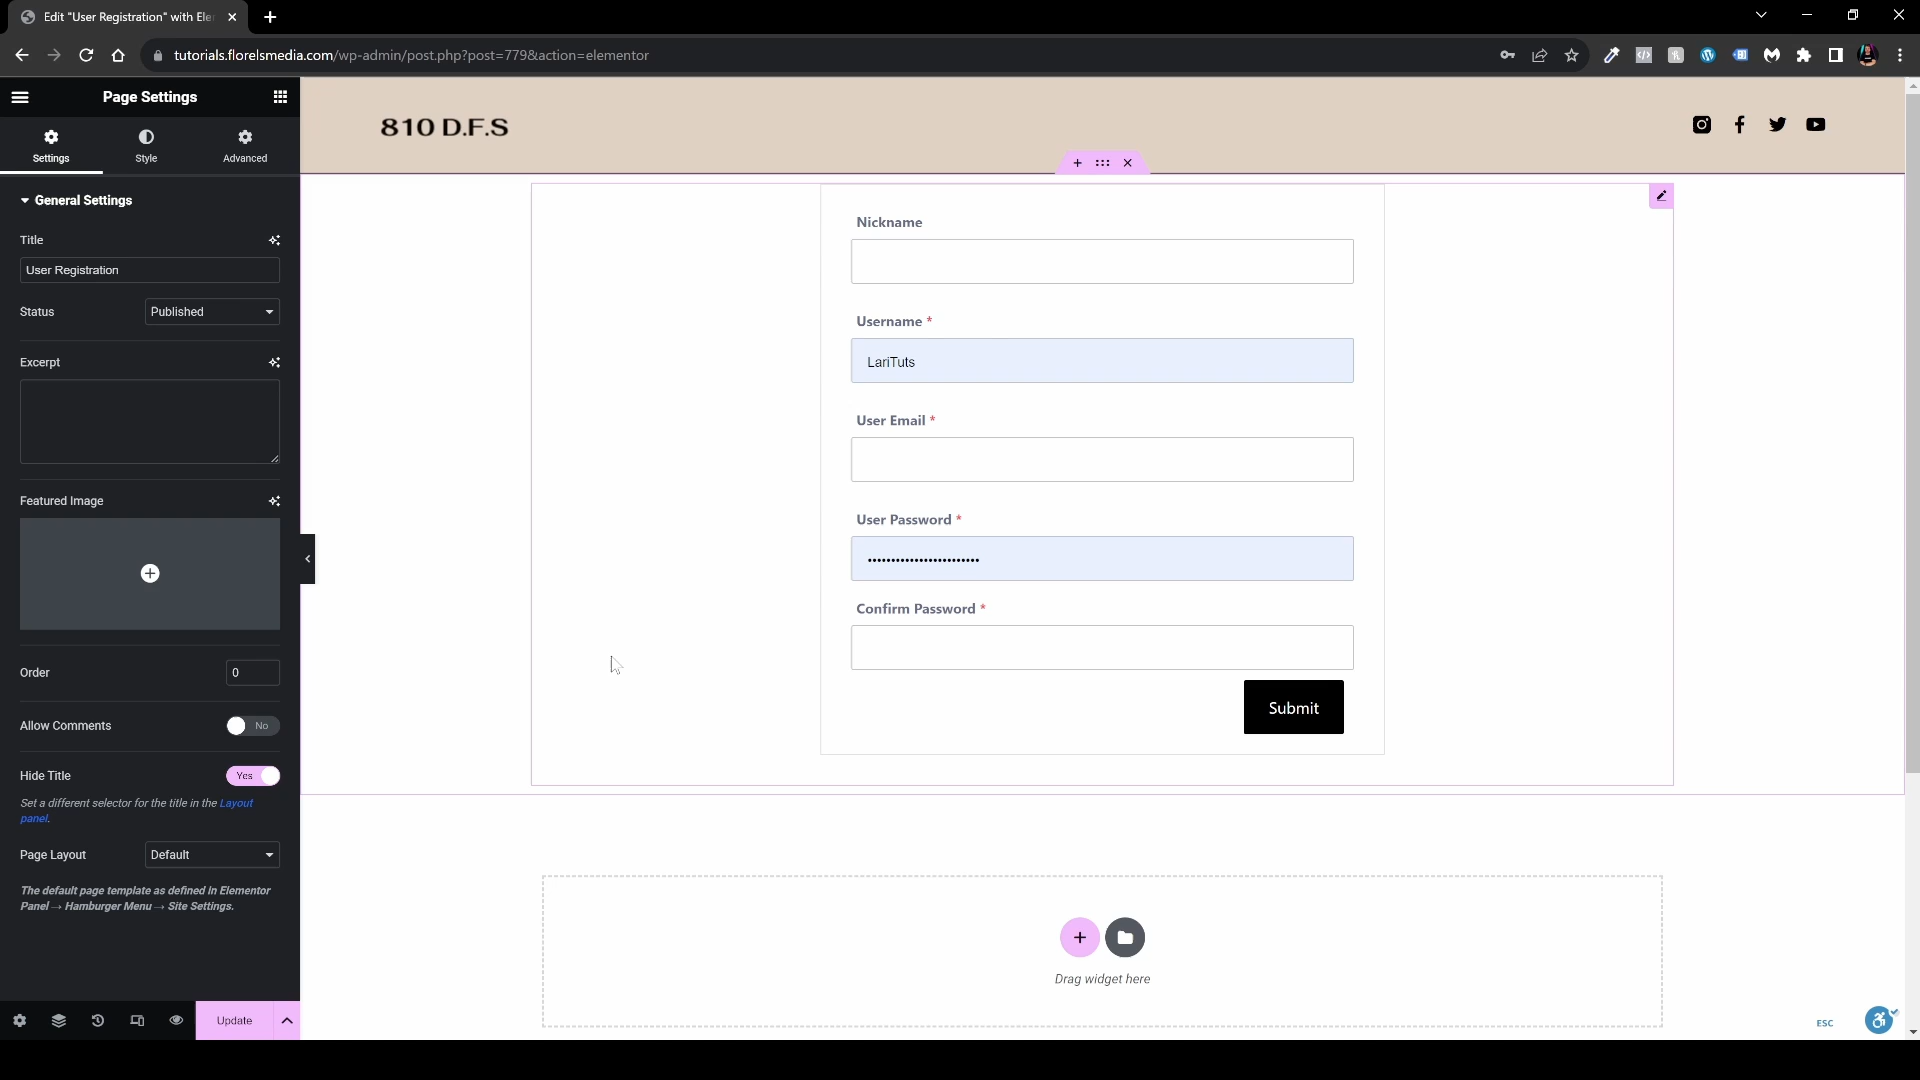 Edit "User Registration" with Ele
tutorials.florelsmedia.com/wp-admin/post.php?post=779&action=elementor
Page Settings
Settings
Style
Advanced
General Settings
Title
User Registration
Status
Published
Excerpt
Featured Image
Order
0
Allow Comments
No
Hide Title
Yes
Set a different selector for the title in the Layout
panel.
Page Layout
Default
The default page template as defined in Elementor
Panel → Hamburger Menu → Site Settings.
Update
810 D.F.S
Nickname
Username *
LariTuts
User Email *
User Password *
Confirm Password *
Submit
Drag widget here
ESC